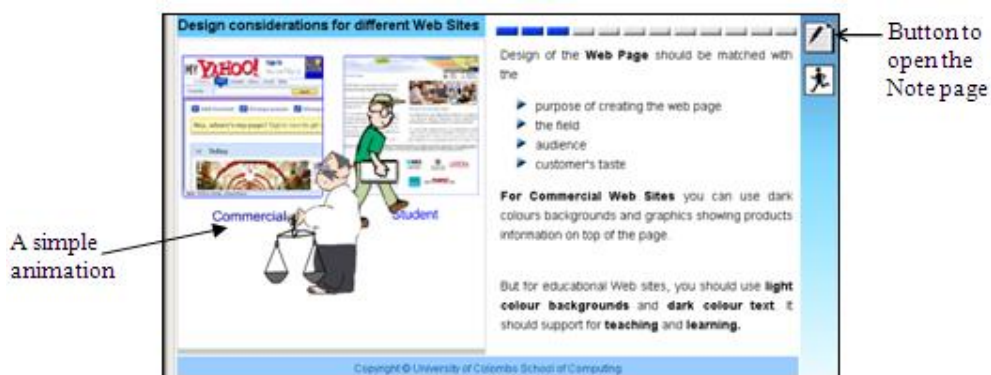 Design considerations for different Web Sites
MY YAHOO!
Commercial
Student
A simple
animation
Design of the Web Page should be matched with
the
purpose of creating the web page
the field
audience
customer's taste
For Commercial Web Sites you can use dark
colours backgrounds and graphics showing products
information on top of the page.
But for educational Web sites, you should use light
colour backgrounds and dark colour text. It
should support for teaching and learning.
Copyright © University of Colombo School of Computing
Button to
open the
Note page